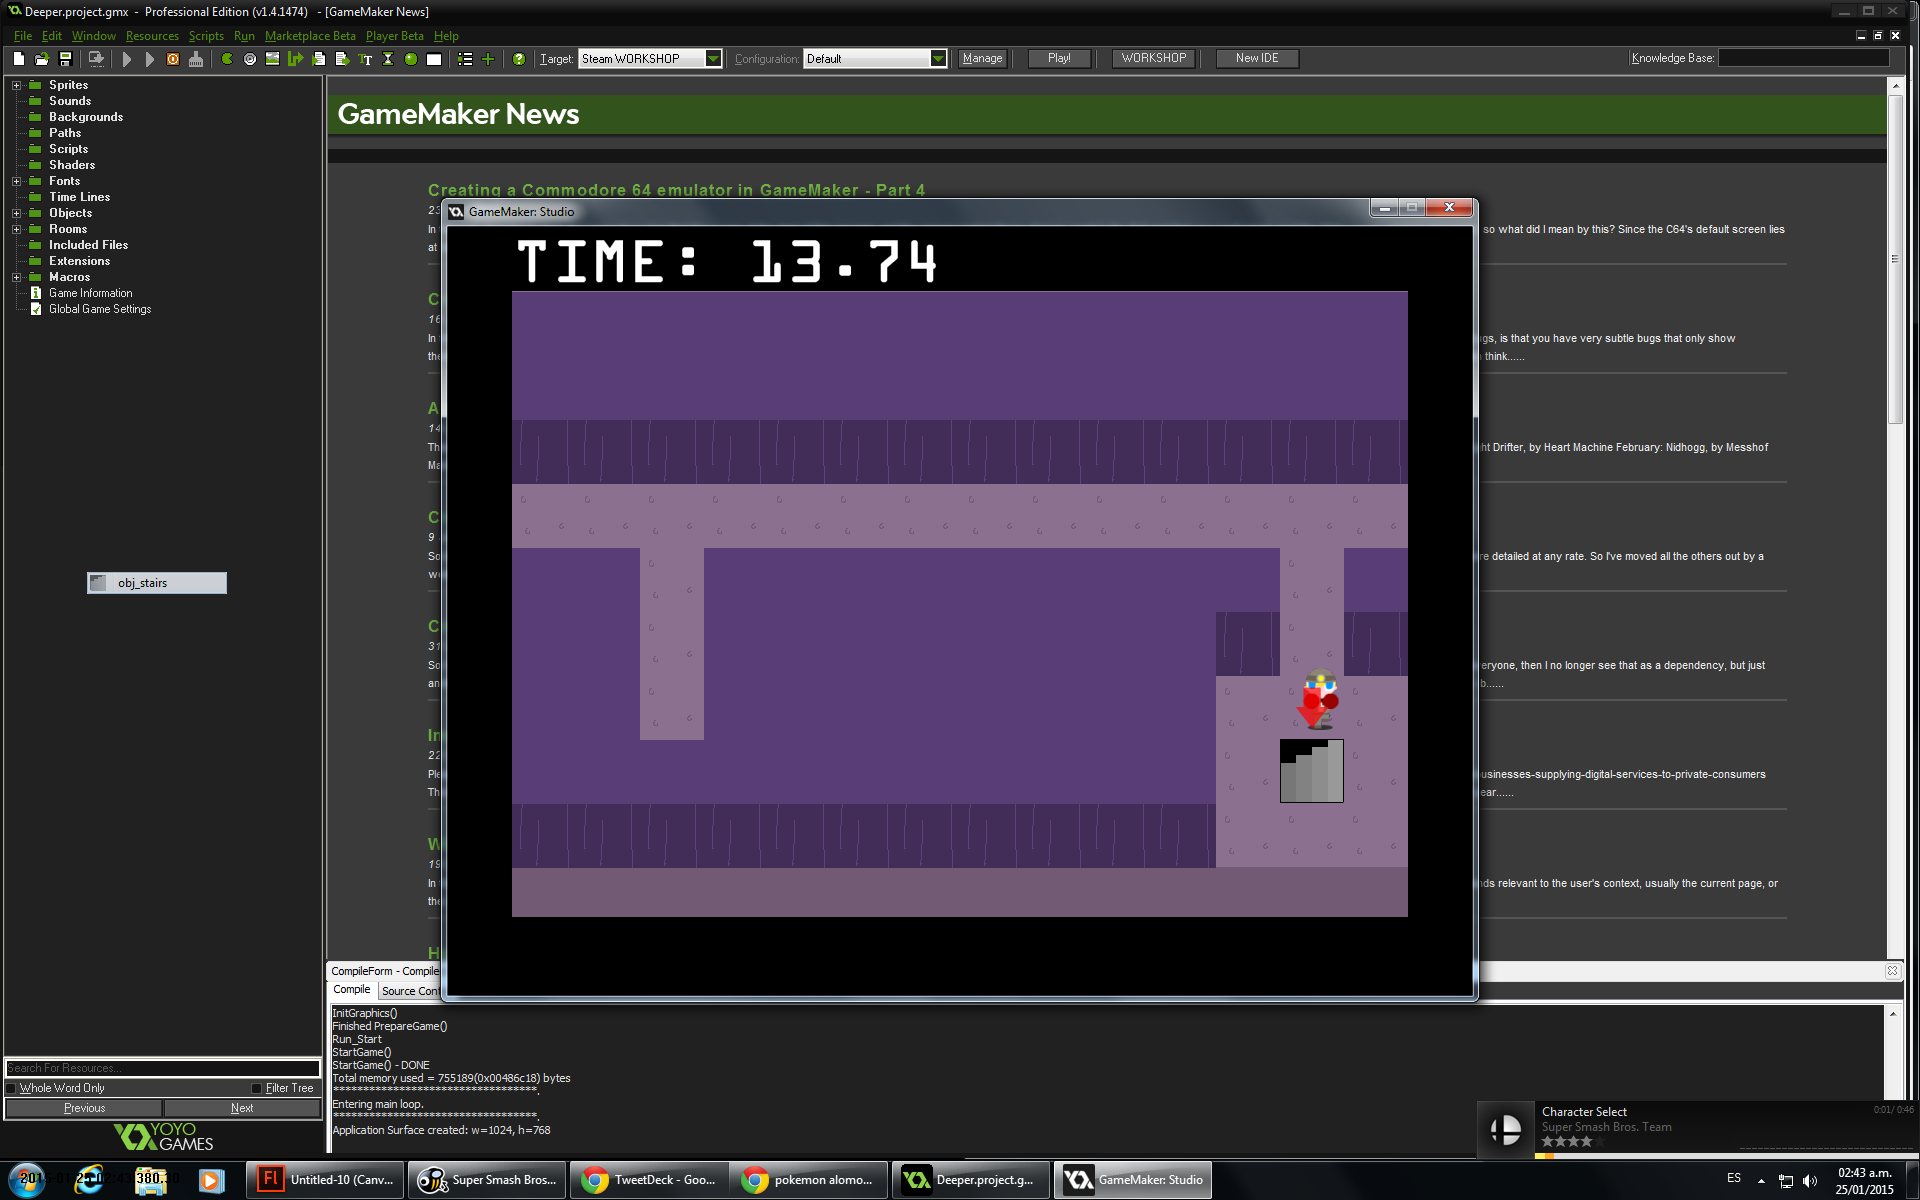 Deeper.project.gmx - Professional Edition (v1.4.1474) - [GameMaker News]
File Edit Window Resources Scripts Run Marketplace Beta Player Beta Help
Target: Steam WORKSHOP Configuration: Default Manage Play! WORKSHOP New IDE Knowledge Base:
Sprites
Sounds
Backgrounds
Paths
Scripts
Shaders
Fonts
Time Lines
Objects
Rooms
Included Files
Extensions
Macros
Game Information
Global Game Settings
obj_stairs
Search For Resources...
Whole Word Only Filter Tree
Previous Next
YOYO
GAMES
GameMaker News
Creating a Commodore 64 emulator in GameMaker - Part 4
so what did I mean by this? Since the C64's default screen lies
at
is that you have very subtle bugs that only show
think......
Drifter, by Heart Machine February: Nidhogg, by Messhof
detailed at any rate. So I've moved all the others out by a
then I no longer see that as a dependency, but just
usinesses-supplying-digital-services-to-private-consumers
relevant to the user's context, usually the current page, or
GameMaker: Studio
TIME: 13.74
CompileForm - Compile
Compile Source Cont
InitGraphics()
Finished PrepareGame()
Run_Start
StartGame()
StartGame() - DONE
Total memory used = 755189(0x00486c18) bytes
***********************************.
Entering main loop.
***********************************.
Application Surface created: w=1024, h=768
Character Select 0:01 / 0:46
Super Smash Bros. Team
Untitled-10 (Canv...
Super Smash Bros...
TweetDeck - Goo...
pokemon alomo...
Deeper.project.g...
GameMaker: Studio
ES
02:43 a.m.
25/01/2015